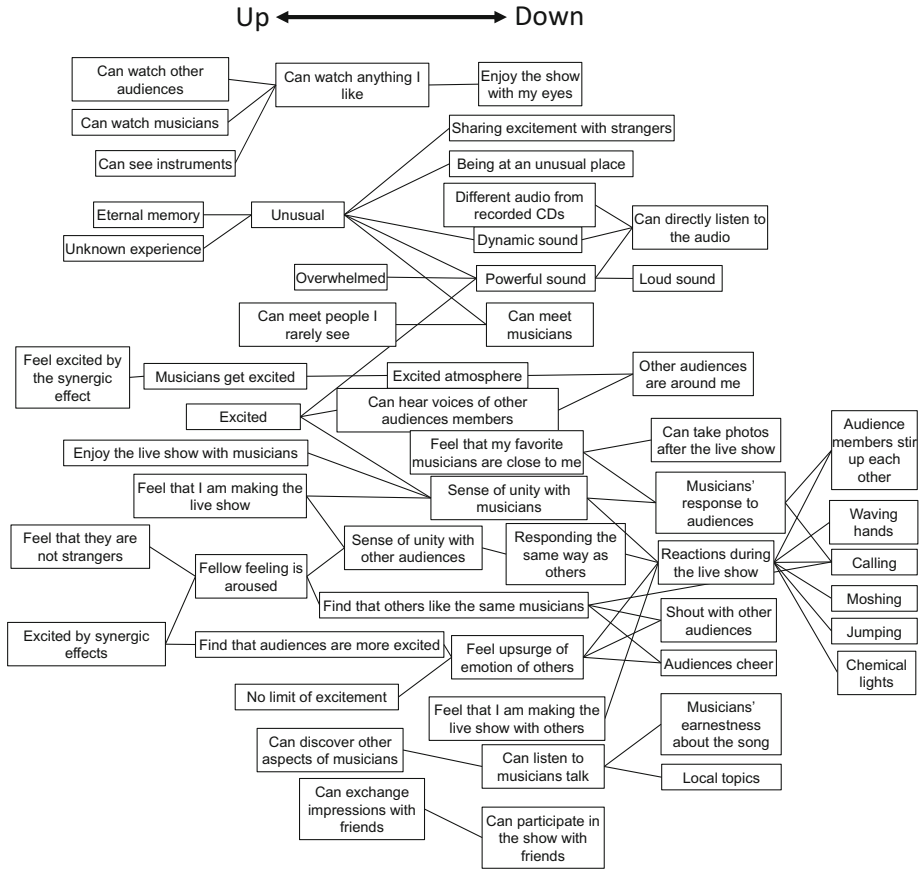 Up
Down
Can watch other
audiences
Can watch anything I
like
Enjoy the show
with my eyes
Can watch musicians
Can see instruments
Sharing excitement with strangers
Being at an unusual place
Different audio from
recorded CDs
Can directly listen to
the audio
Eternal memory
Unusual
Dynamic sound
Unknown experience
Overwhelmed
Powerful sound
Loud sound
Can meet people I
rarely see
Can meet
musicians
Feel excited by
the synergic
effect
Musicians get excited
Excited atmosphere
Other audiences
are around me
Excited
Can hear voices of other
audiences members
Feel that my favorite
musicians are close to me
Can take photos
after the live show
Audience
members stir
up each
other
Enjoy the live show with musicians
Feel that I am making the
live show
Sense of unity with
musicians
Musicians'
response to
audiences
Waving
hands
Feel that they are
not strangers
Sense of unity with
other audiences
Responding the
same way as
others
Reactions during
the live show
Calling
Fellow feeling is
aroused
Find that others like the same musicians
Moshing
Shout with other
audiences
Jumping
Excited by synergic
effects
Find that audiences are more excited
Feel upsurge of
emotion of others
Audiences cheer
Chemical
lights
No limit of excitement
Feel that I am making the
live show with others
Musicians'
earnestness
about the song
Can discover other
aspects of musicians
Can listen to
musicians talk
Local topics
Can exchange
impressions with
friends
Can participate in
the show with
friends